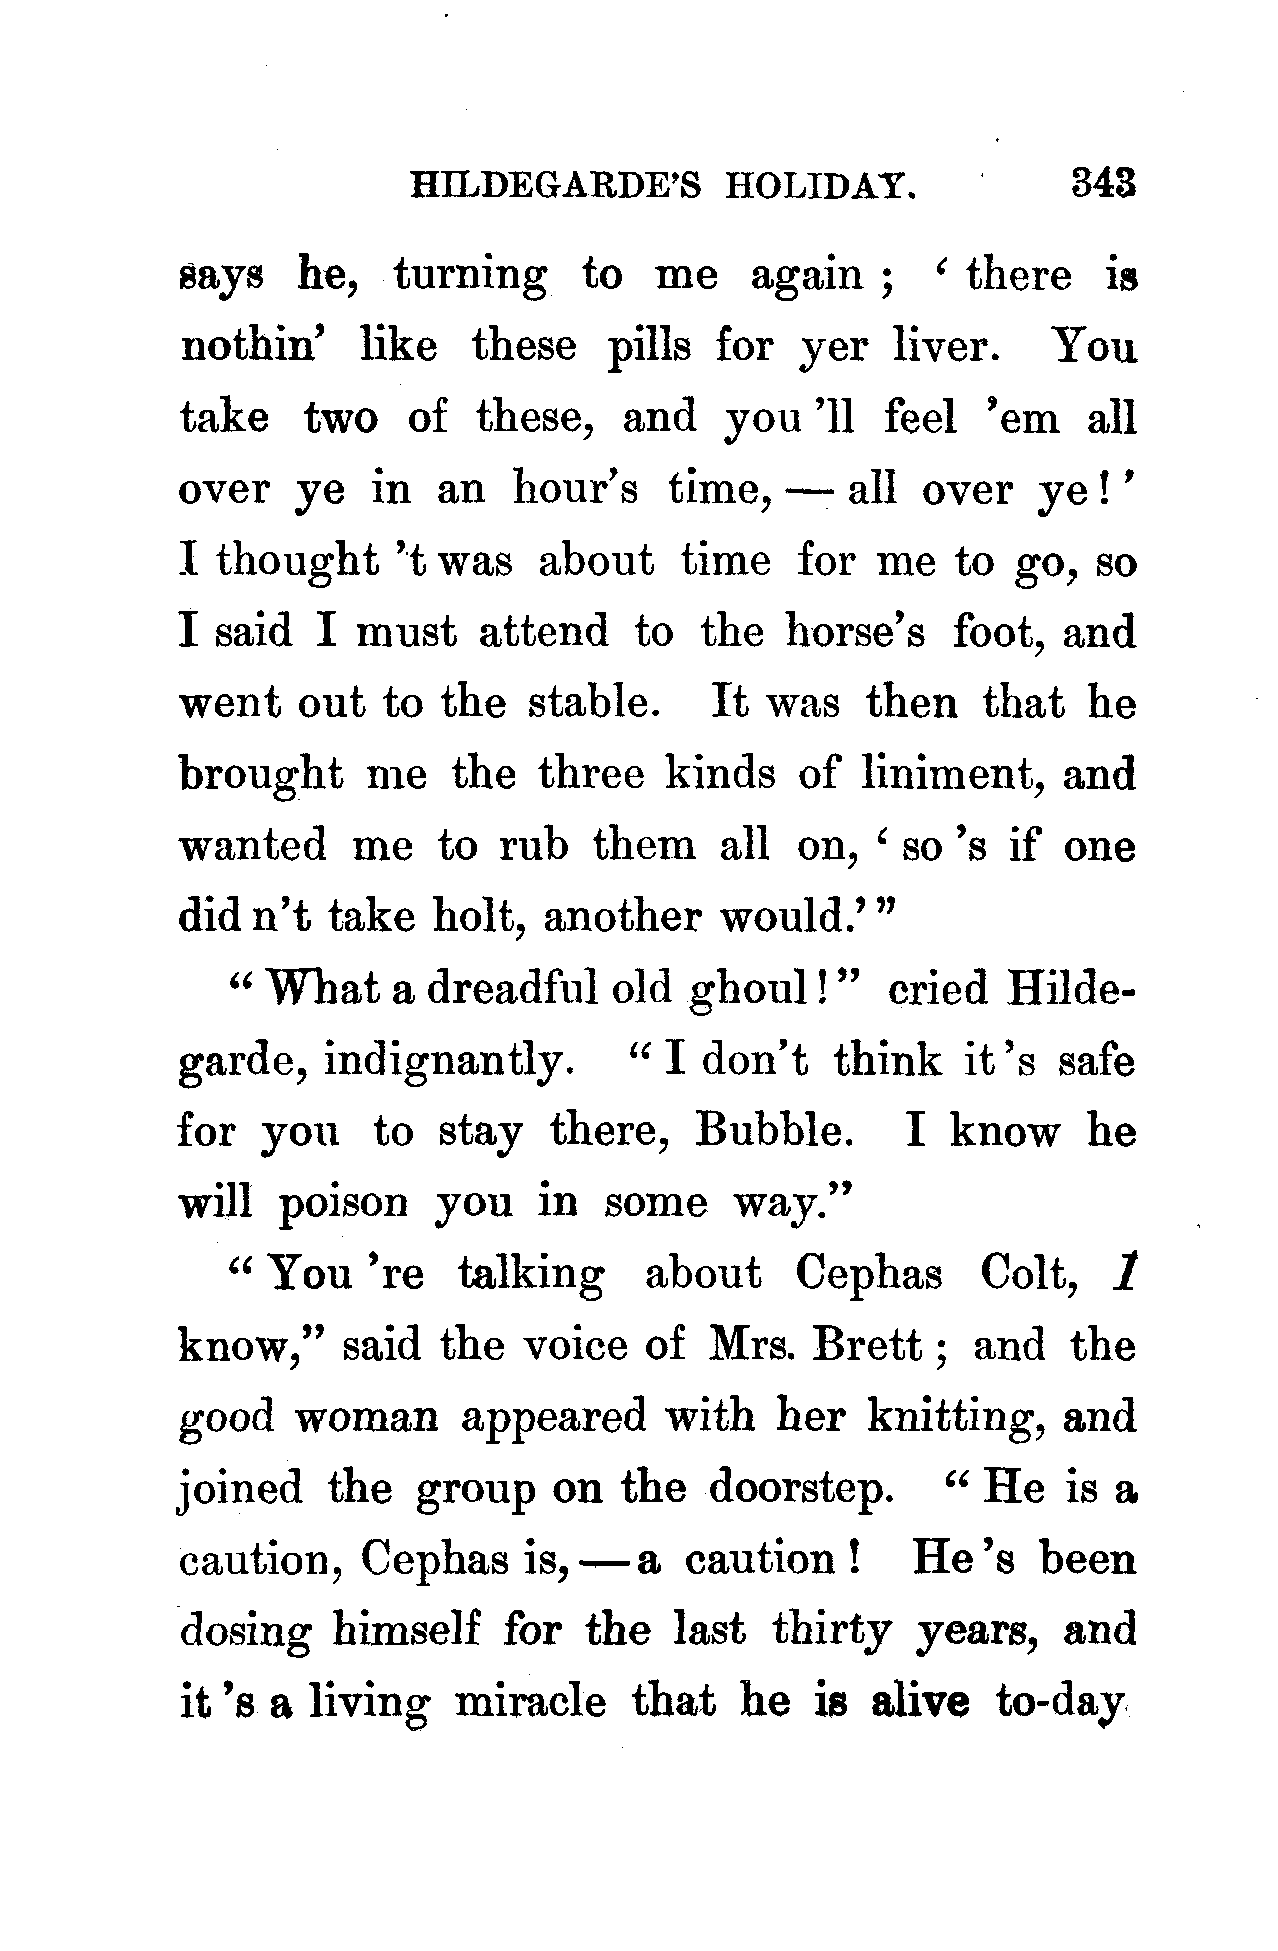 HILDEGARDE'S HOLIDAY. 343
says he, turning to me again ; ‘ there is
nothin’ like these pills for yer liver. You
take two of these, and you ’ll feel ’em all
over ye in an hour’s time, — all over ye ! ’
I thought ’t was about time for me to go, so
I said I must attend to the horse’s foot, and
went out to the stable. It was then that he
brought me the three kinds of liniment, and
wanted me to rub them all on, ‘ so ’s if one
did n’t take holt, another would.’ ”
“ What a dreadful old ghoul ! ” cried Hilde-
garde, indignantly. “ I don’t think it ’s safe
for you to stay there, Bubble. I know he
will poison you in some way.”
“ You ’re talking about Cephas Colt, I
know,” said the voice of Mrs. Brett ; and the
good woman appeared with her knitting, and
joined the group on the doorstep. “ He is a
caution, Cephas is, — a caution ! He ’s been
dosing himself for the last thirty years, and
it ’s a living miracle that he is alive to-day